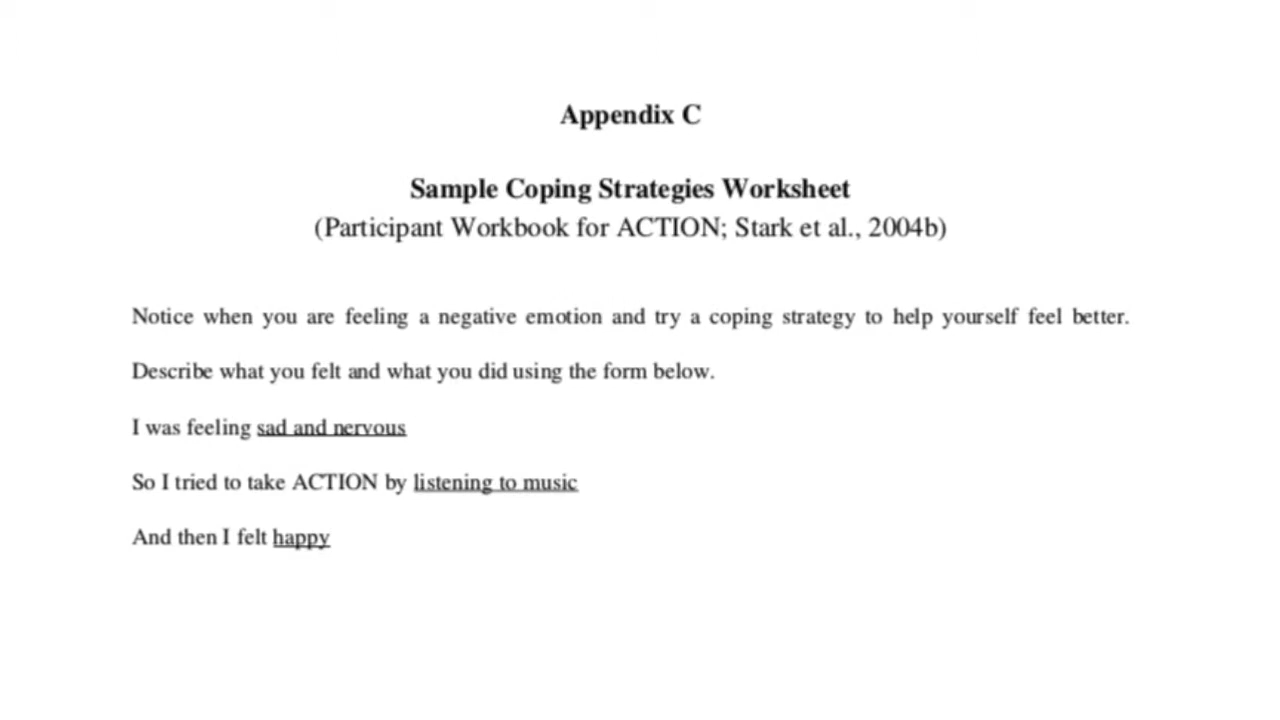 Appendix C
Sample Coping Strategies Worksheet
(Participant Workbook for ACTION; Stark et al., 2004b)
Notice when you are feeling a negative emotion and try a coping strategy to help yourself feel better.
Describe what you felt and what you did using the form below.
I was feeling sad and nervous
So I tried to take ACTION by listening to music
And then I felt happy